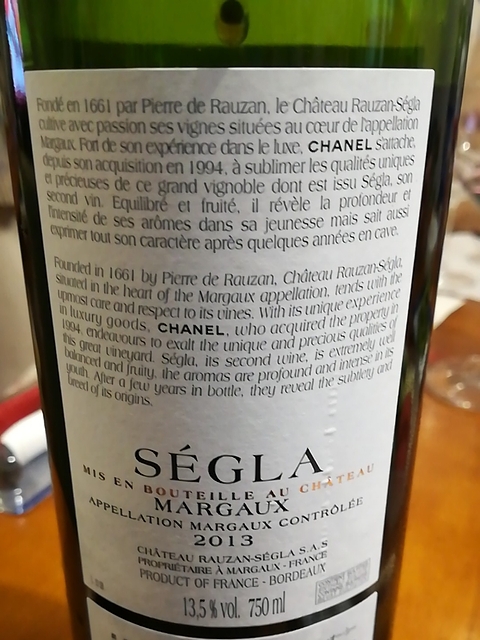 Fondé en 1661 par Pierre de Rauzan, le Château Rauzan-Ségla
cultive avec passion ses vignes situées au cœur de l'appellation
Margaux. Fort de son expérience dans le luxe, CHANEL s'attache,
depuis son acquisition en 1994, à sublimer les qualités uniques
et précieuses de ce grand vignoble dont est issu Ségla, son
second vin. Equilibré et fruité, il révèle la profondeur et
l'intensité de ses arômes dans sa jeunesse mais sait aussi
exprimer tout son caractère après quelques années en cave.
Founded in 1661 by Pierre de Rauzan, Château Rauzan-Ségla,
situated in the heart of the Margaux appellation, tends with the
upmost care and respect to its vines. With its unique experience
in luxury goods, CHANEL, who acquired the property in
1994, endeavours to exalt the unique and precious qualities of
this great vineyard. Ségla, its second wine, is extremely well
balanced and fruity, the aromas are profound and intense in its
youth. After a few years in bottle, they reveal the subtlety and
breed of its origins.
SÉGLA
MIS EN BOUTEILLE AU CHÂTEAU
MARGAUX
APPELLATION MARGAUX CONTRÔLÉE
2013
CHÂTEAU RAUZAN-SÉGLA S.A.S
PROPRIÉTAIRE À MARGAUX - FRANCE
PRODUCT OF FRANCE - BORDEAUX
13,5 % vol. 750 ml